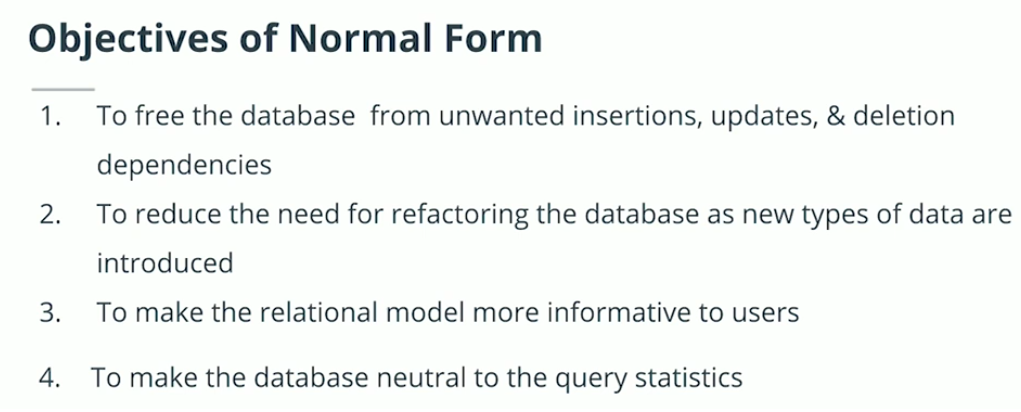 Objectives of Normal Form
1. To free the database from unwanted insertions, updates, & deletion
dependencies
2. To reduce the need for refactoring the database as new types of data are
introduced
3. To make the relational model more informative to users
4. To make the database neutral to the query statistics